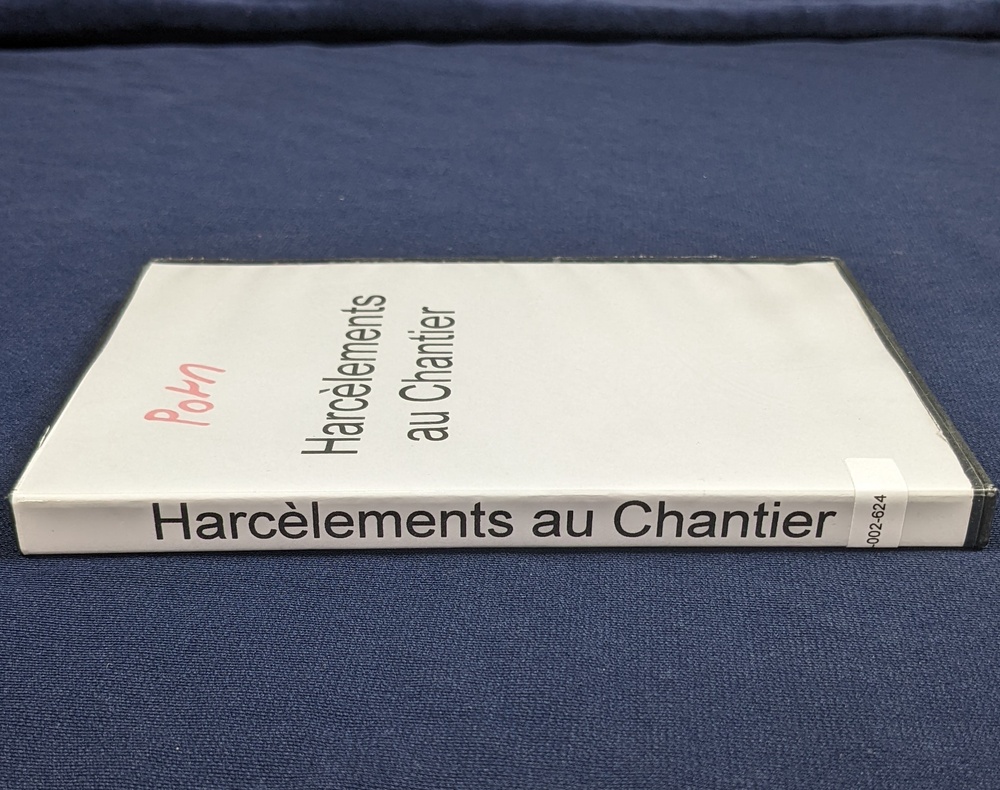 Porn
Harcèlements
au Chantier
Harcèlements au Chantier
-002-624